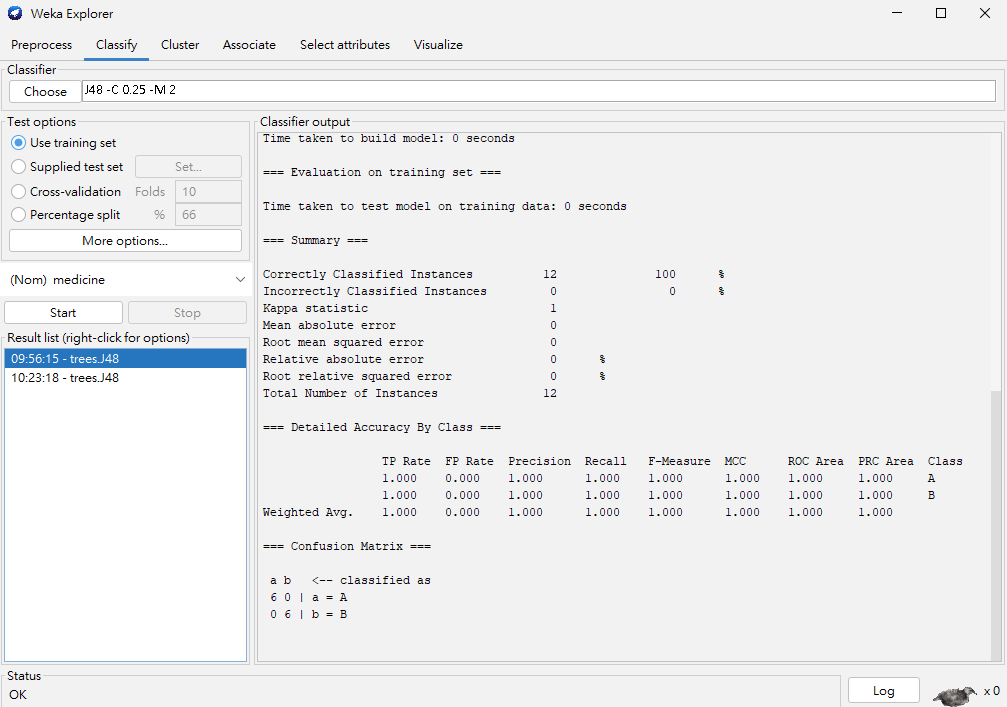 Weka Explorer
Preprocess Classify Cluster Associate Select attributes Visualize
Classifier
Choose J48 -C 0.25 -M 2
Test options
Use training set
Supplied test set Set...
Cross-validation Folds 10
Percentage split % 66
More options...
(Nom) medicine
Start Stop
Result list (right-click for options)
09:56:15 - trees.J48
10:23:18 - trees.J48
Classifier output
Time taken to build model: 0 seconds
=== Evaluation on training set ===
Time taken to test model on training data: 0 seconds
=== Summary ===
Correctly Classified Instances 12 100 %
Incorrectly Classified Instances 0 0 %
Kappa statistic 1
Mean absolute error 0
Root mean squared error 0
Relative absolute error 0 %
Root relative squared error 0 %
Total Number of Instances 12
=== Detailed Accuracy By Class ===
TP Rate FP Rate Precision Recall F-Measure MCC ROC Area PRC Area Class
1.000 0.000 1.000 1.000 1.000 1.000 1.000 1.000 A
1.000 0.000 1.000 1.000 1.000 1.000 1.000 1.000 B
Weighted Avg. 1.000 0.000 1.000 1.000 1.000 1.000 1.000 1.000
=== Confusion Matrix ===
a b <-- classified as
6 0 | a = A
0 6 | b = B
Status
OK
Log
x 0